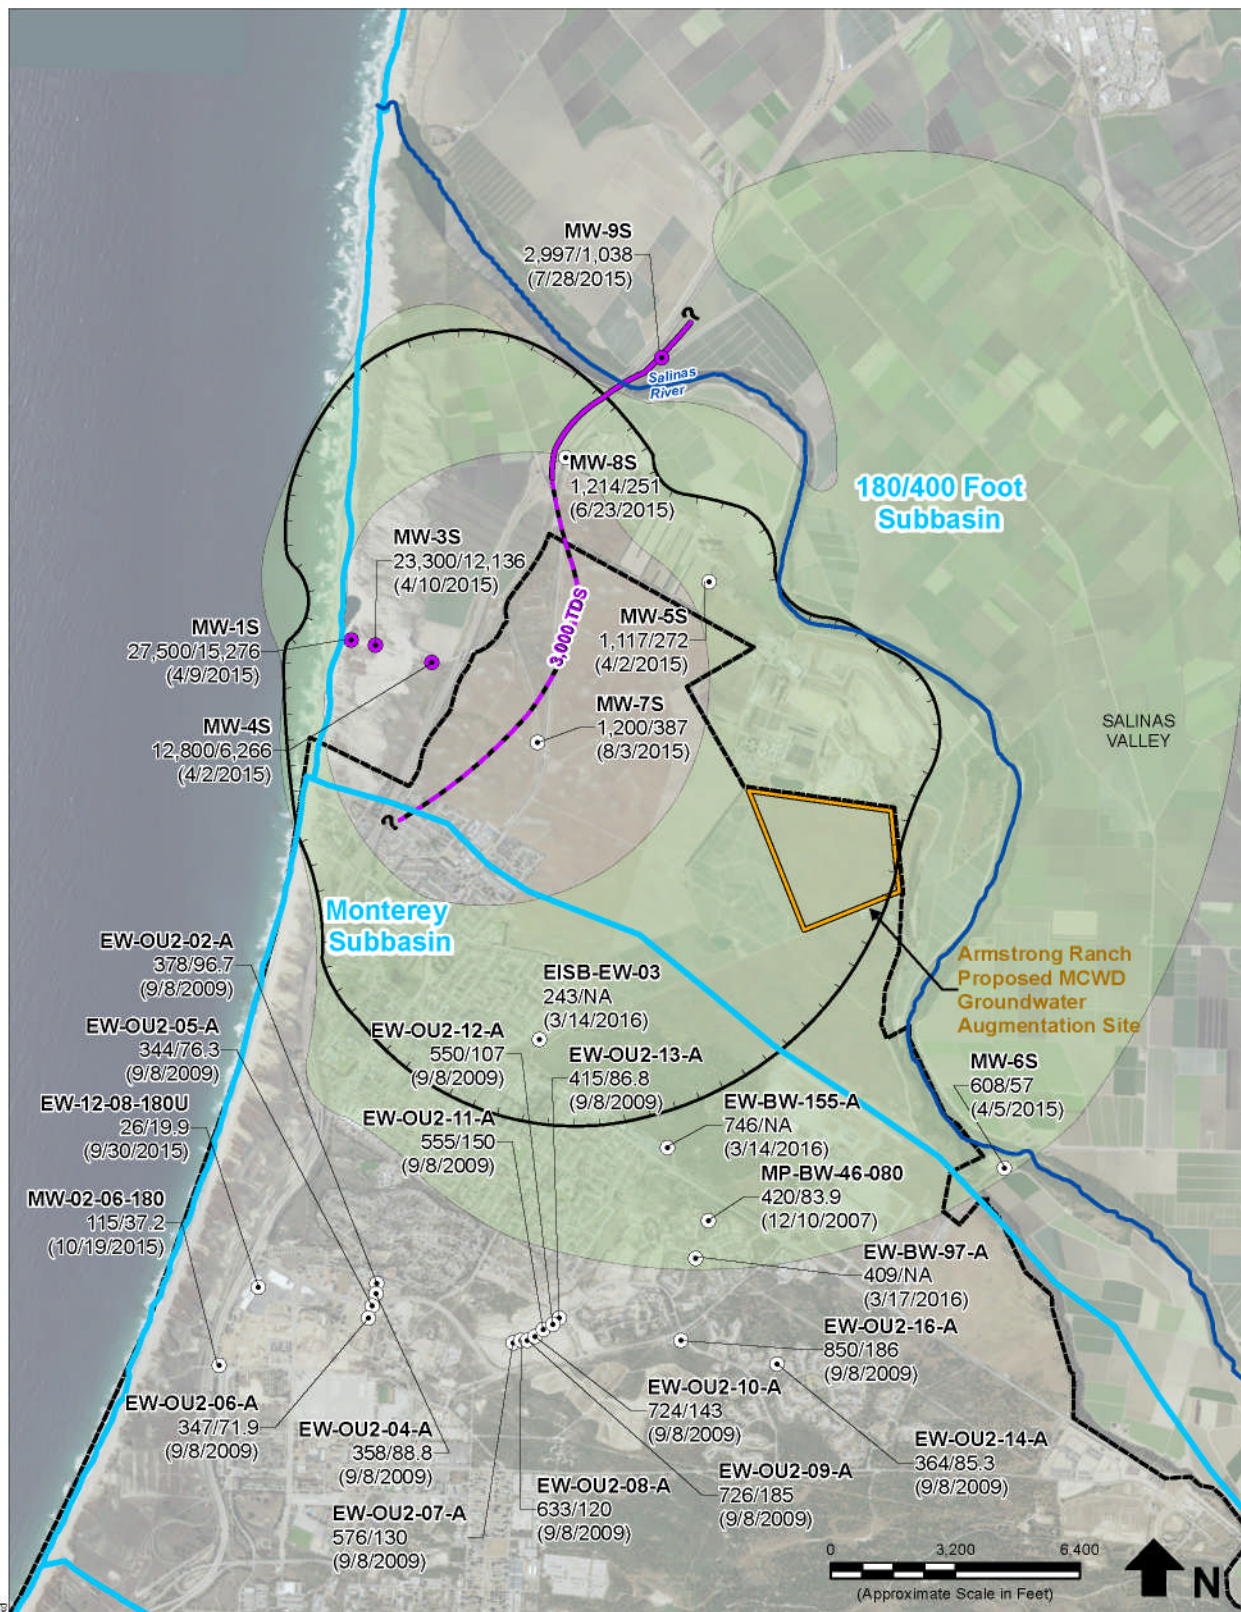 MW-9S
2,997/1,038
(7/28/2015)
Salinas
River
MW-8S
1,214/251
(6/23/2015)
180/400 Foot
Subbasin
MW-3S
23,300/12,136
(4/10/2015)
MW-1S
27,500/15,276
(4/9/2015)
3,000 TDS
MW-5S
1,117/272
(4/2/2015)
MW-7S
1,200/387
(8/3/2015)
MW-4S
12,800/6,266
(4/2/2015)
SALINAS
VALLEY
Monterey
Subbasin
Armstrong Ranch
Proposed MCWD
Groundwater
Augmentation Site
EW-OU2-02-A
378/96.7
(9/8/2009)
EISB-EW-03
243/NA
(3/14/2016)
EW-OU2-05-A
344/76.3
(9/8/2009)
EW-OU2-12-A
550/107
(9/8/2009)
EW-OU2-13-A
415/86.8
(9/8/2009)
MW-6S
608/57
(4/5/2015)
EW-12-08-180U
26/19.9
(9/30/2015)
EW-OU2-11-A
555/150
(9/8/2009)
EW-BW-155-A
746/NA
(3/14/2016)
MP-BW-46-080
420/83.9
(12/10/2007)
MW-02-06-180
115/37.2
(10/19/2015)
EW-BW-97-A
409/NA
(3/17/2016)
EW-OU2-16-A
850/186
(9/8/2009)
EW-OU2-06-A
347/71.9
(9/8/2009)
EW-OU2-04-A
358/88.8
(9/8/2009)
EW-OU2-10-A
724/143
(9/8/2009)
EW-OU2-14-A
364/85.3
(9/8/2009)
EW-OU2-07-A
576/130
(9/8/2009)
EW-OU2-08-A
633/120
(9/8/2009)
EW-OU2-09-A
726/185
(9/8/2009)
0 3,200 6,400
(Approximate Scale in Feet)
N